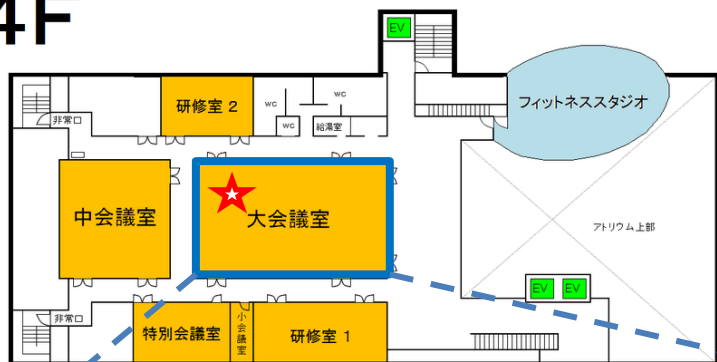 4F
EV
研修室 2
wc
wc
wc
給湯室
非常口
フィットネススタジオ
中会議室
大会議室
アトリウム上部
EV
EV
非常口
特別会議室
小会議室
研修室 1